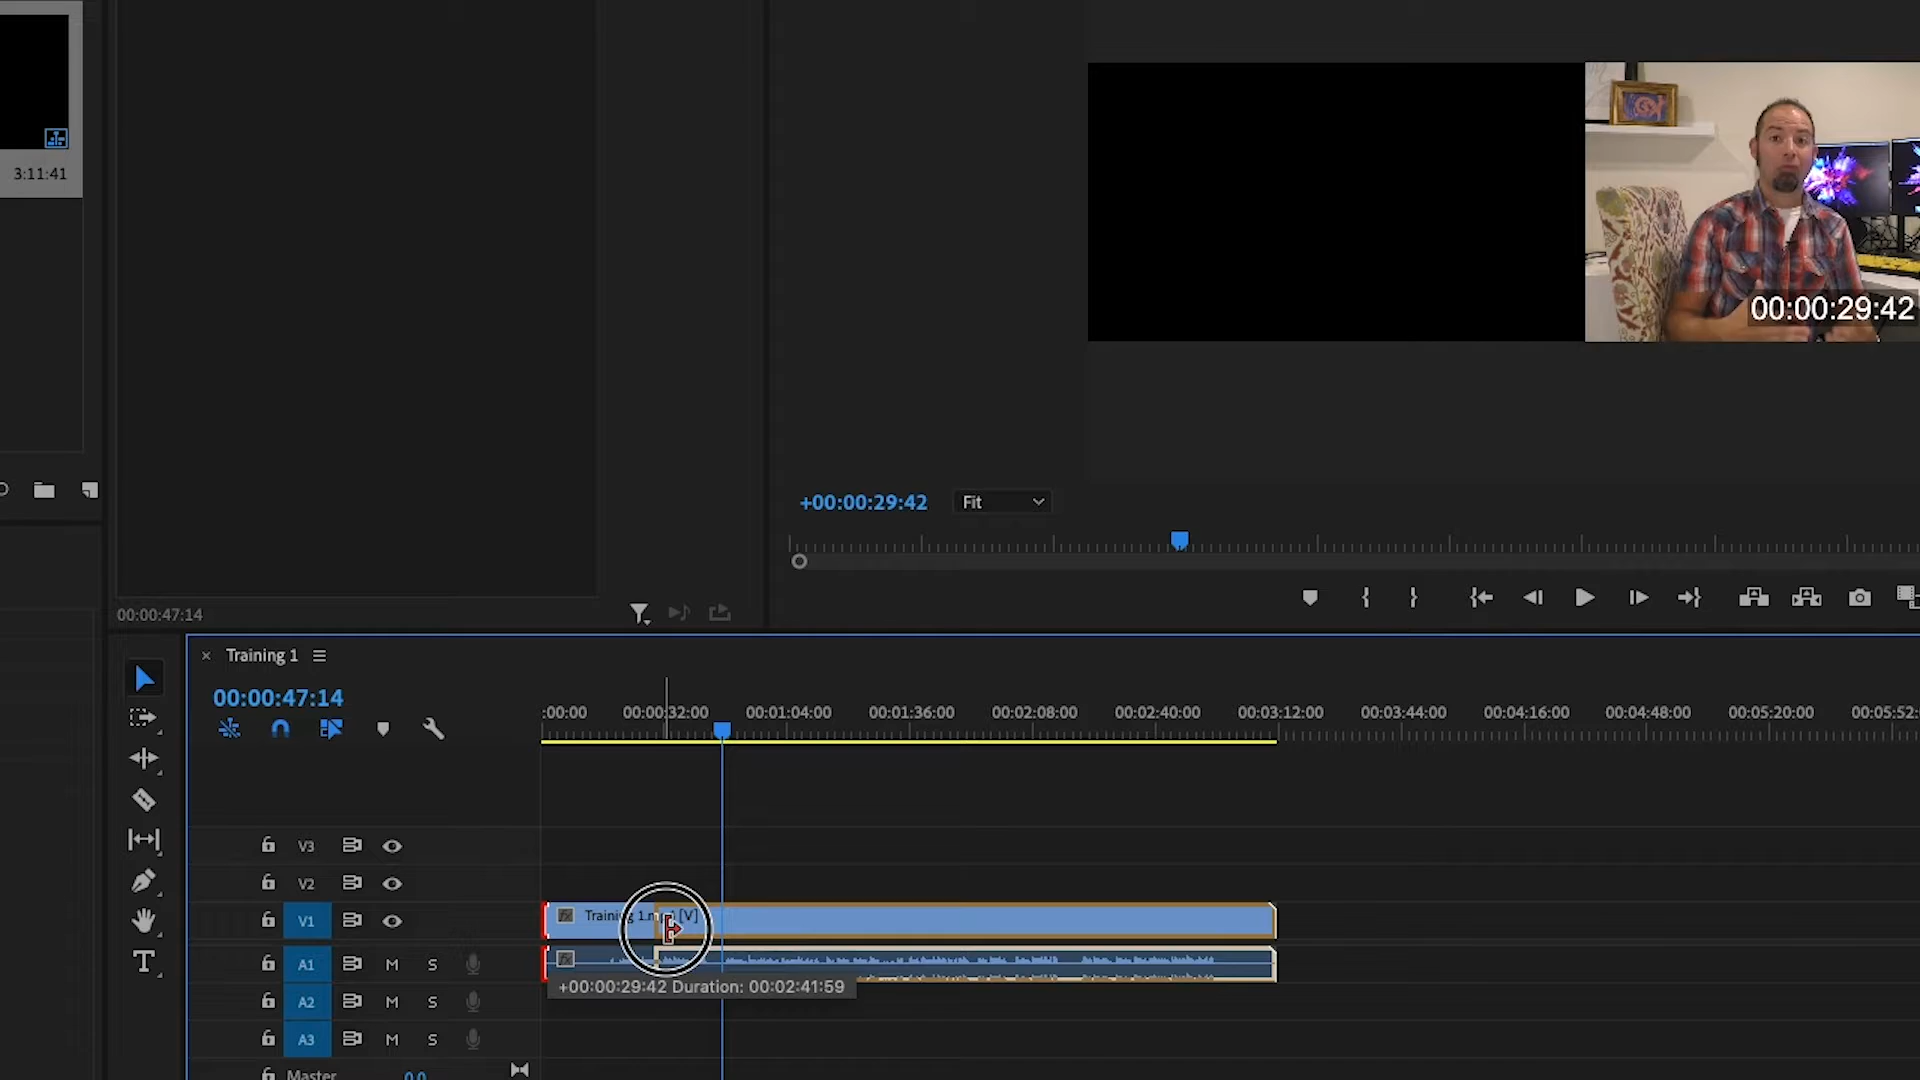 3:11:41
00:00:29:42
+00:00:29:42 Fit
00:00:47:14
Training 1
00:00:47:14
:00:00 00:00:32:00 00:01:04:00 00:01:36:00 00:02:08:00 00:02:40:00 00:03:12:00 00:03:44:00 00:04:16:00 00:04:48:00 00:05:20:00 00:05:52:
V3
V2
fx Training 1.mp4 [V]
V1
fx
A1 M S
+00:00:29:42 Duration: 00:02:41:59
A2 M S
A3 M S
Master 0.0